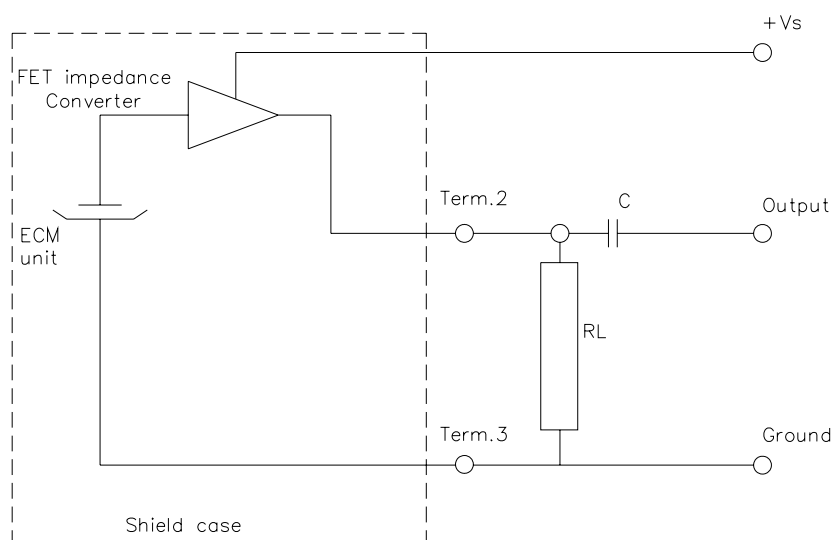 +Vs
FET impedance
Converter
Term.2
C
Output
ECM
unit
RL
Term.3
Ground
Shield case